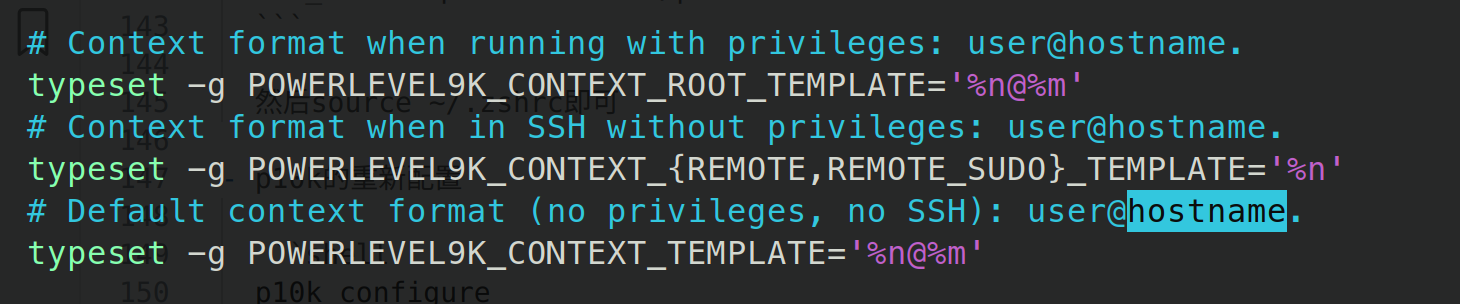 143
```
# Context format when running with privileges: user@hostname.
144
typeset -g POWERLEVEL9K_CONTEXT_ROOT_TEMPLATE='%n@%m'
145 然后source ~/.zshrc即可
# Context format when in SSH without privileges: user@hostname.
146
typeset -g POWERLEVEL9K_CONTEXT_{REMOTE,REMOTE_SUDO}_TEMPLATE='%n'
147 - p10k的重新配置
# Default context format (no privileges, no SSH): user@hostname.
typeset -g POWERLEVEL9K_CONTEXT_TEMPLATE='%n@%m'
150 p10k configure